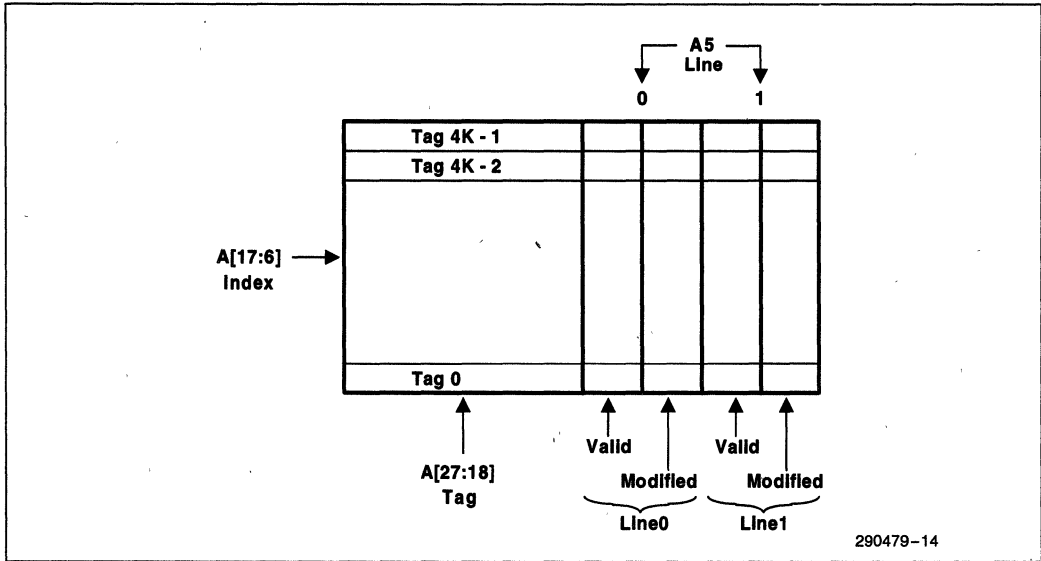 A5
Line
0 1
Tag 4K - 1
Tag 4K - 2
A[17:6]
Index
Tag 0
Valid Valid
A[27:18]
Tag
Modified Modified
Line0 Line1
290479-14